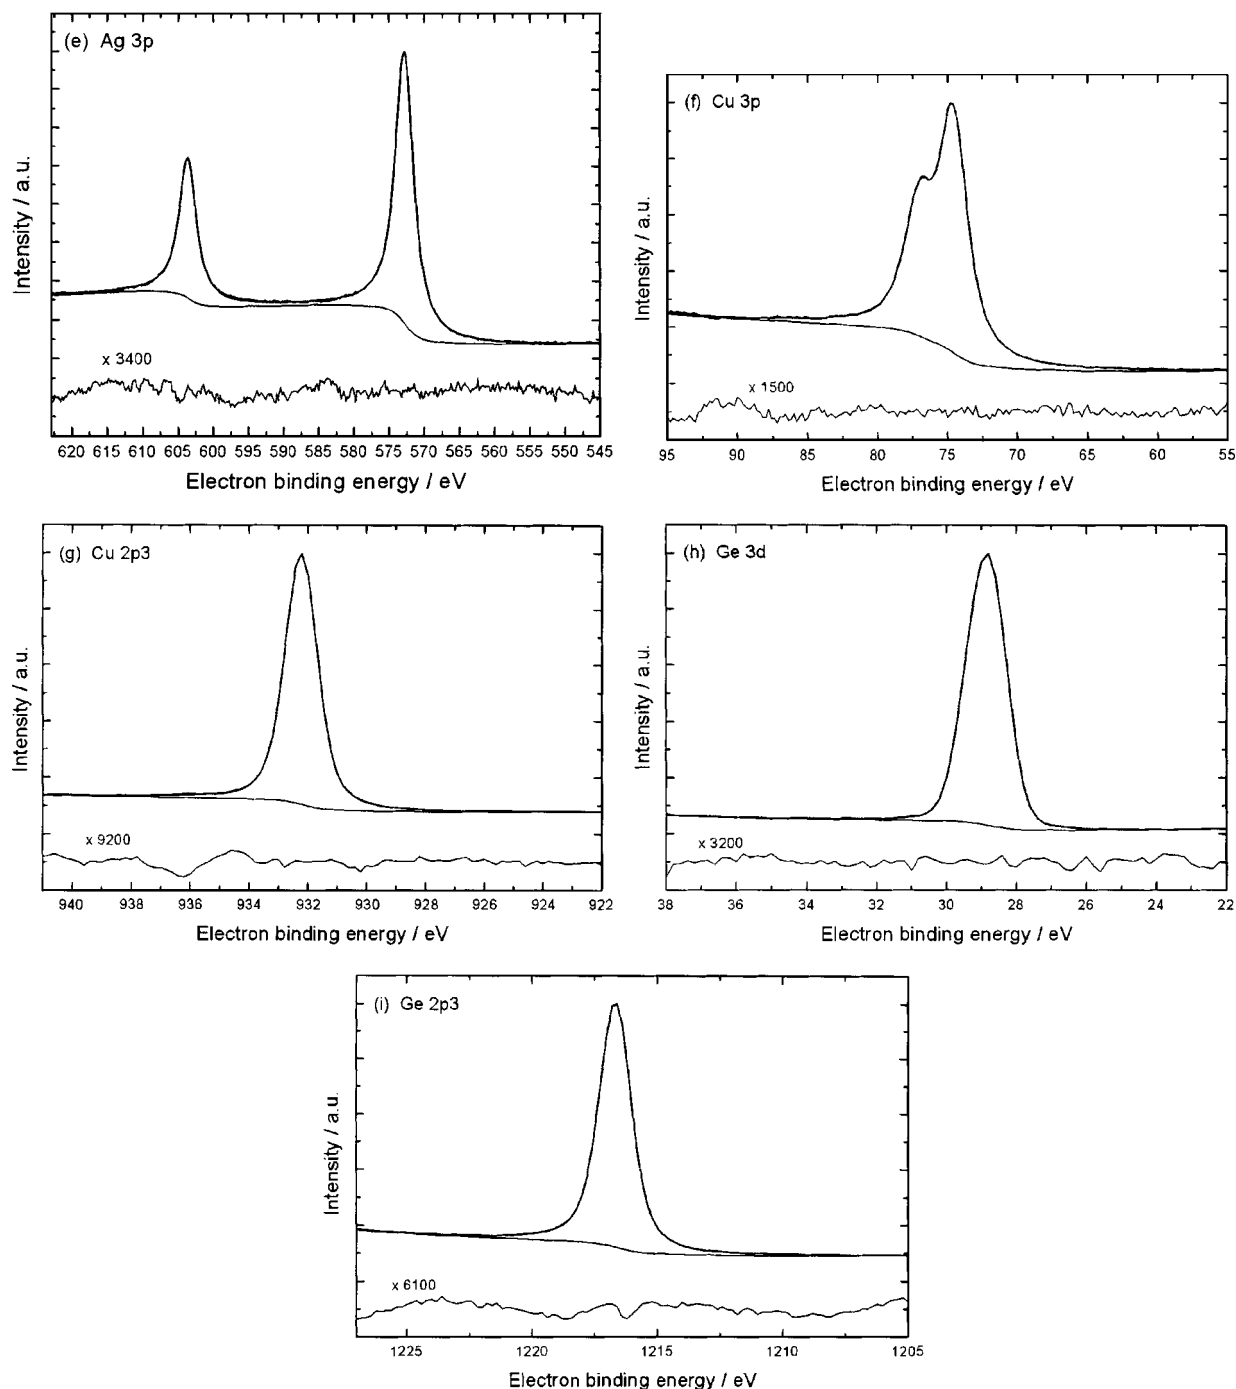 (e) Ag 3p
Intensity / a.u.
x 3400
620 615 610 605 600 595 590 585 580 575 570 565 560 555 550 545
Electron binding energy / eV
(f) Cu 3p
Intensity / a.u.
x 1500
95 90 85 80 75 70 65 60 55
Electron binding energy / eV
(g) Cu 2p3
Intensity / a.u.
x 9200
940 938 936 934 932 930 928 926 924 922
Electron binding energy / eV
(h) Ge 3d
Intensity / a.u.
x 3200
38 36 34 32 30 28 26 24 22
Electron binding energy / eV
(i) Ge 2p3
Intensity / a.u.
x 6100
1225 1220 1215 1210 1205
Electron binding energy / eV